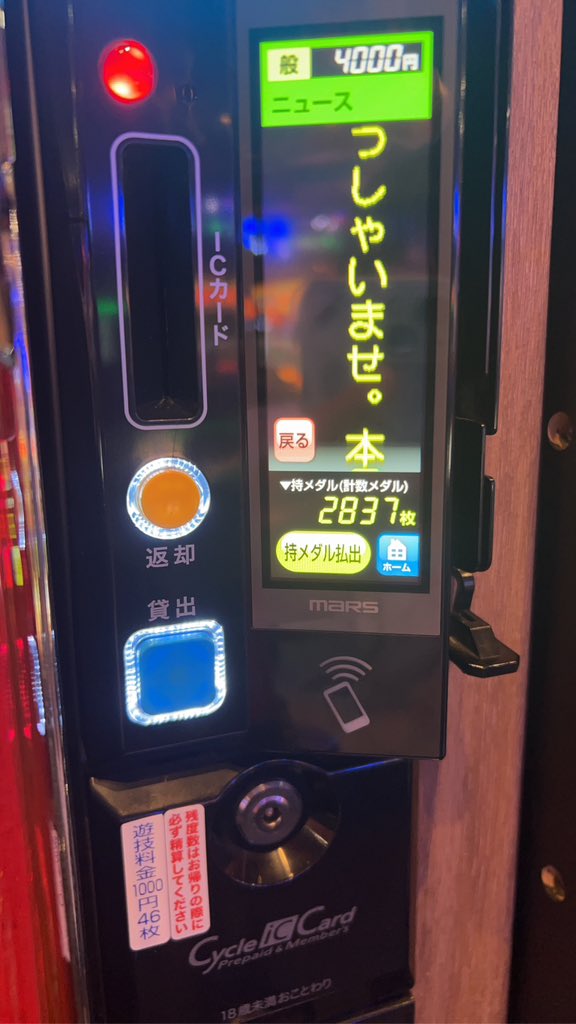 般 4000円
ニュース
っしゃいませ。本
ICカード
戻る
▼持メダル(計数メダル)
2837枚
持メダル払出
ホーム
返却
mars
貸出
残度数はお帰りの際に
必ず精算してください
遊技料金1000円46枚
Cycle iC Card
Prepaid & Member's
18歳未満おことわり